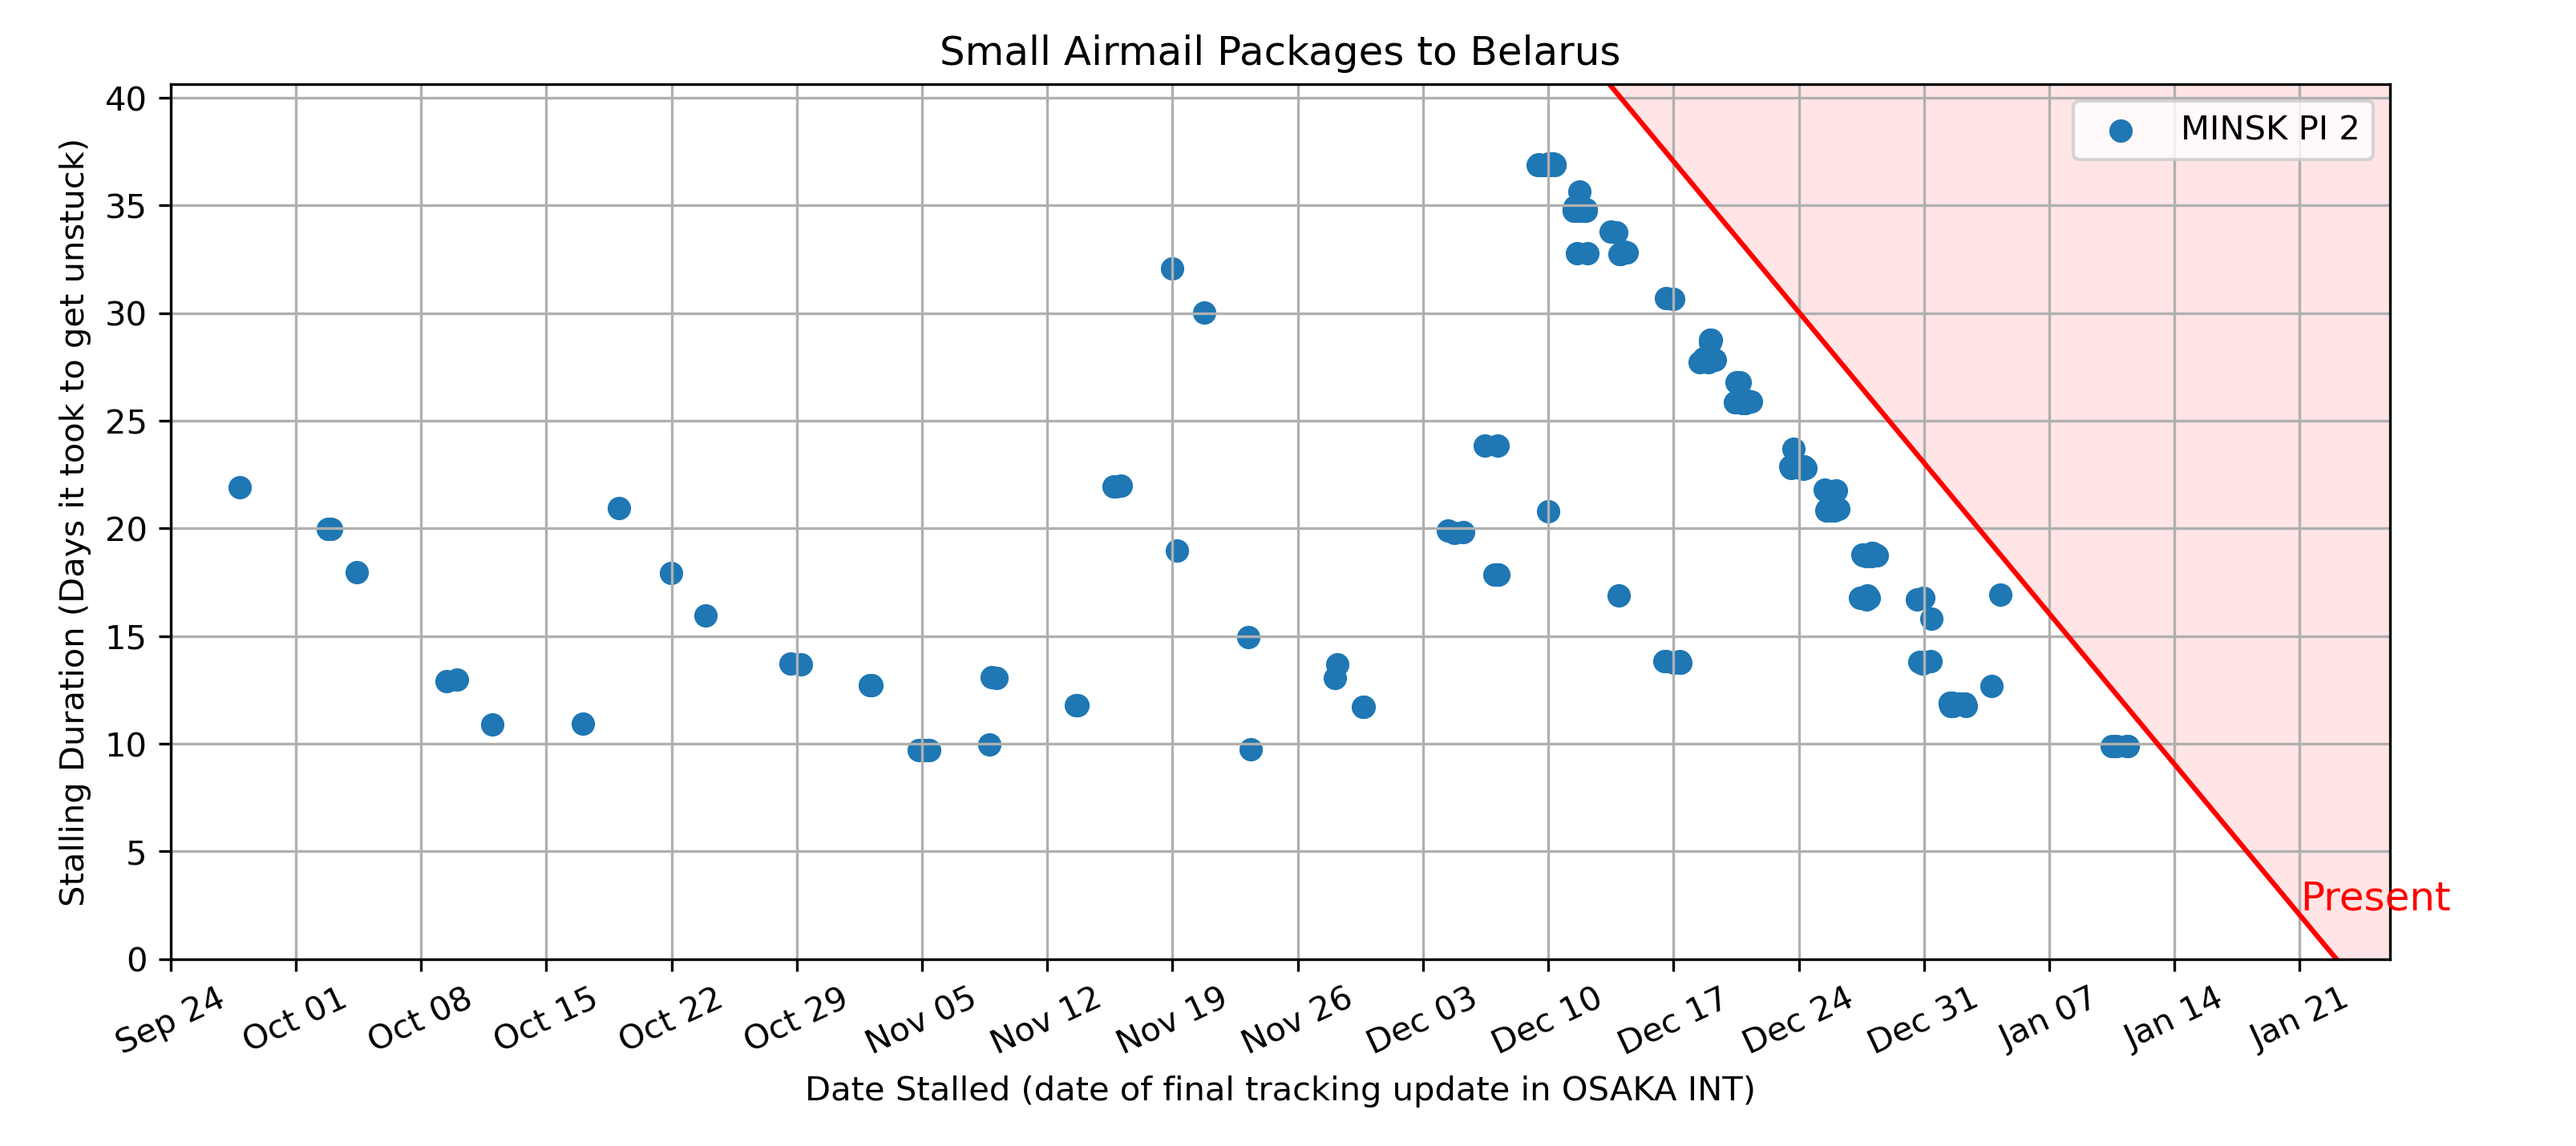 Small Airmail Packages to Belarus
MINSK PI 2
40
35
30
25
20
15
10
5
0
Stalling Duration (Days it took to get unstuck)
Present
Sep 24
Oct 01
Oct 08
Oct 15
Oct 22
Oct 29
Nov 05
Nov 12
Nov 19
Nov 26
Dec 03
Dec 10
Dec 17
Dec 24
Dec 31
Jan 07
Jan 14
Jan 21
Date Stalled (date of final tracking update in OSAKA INT)